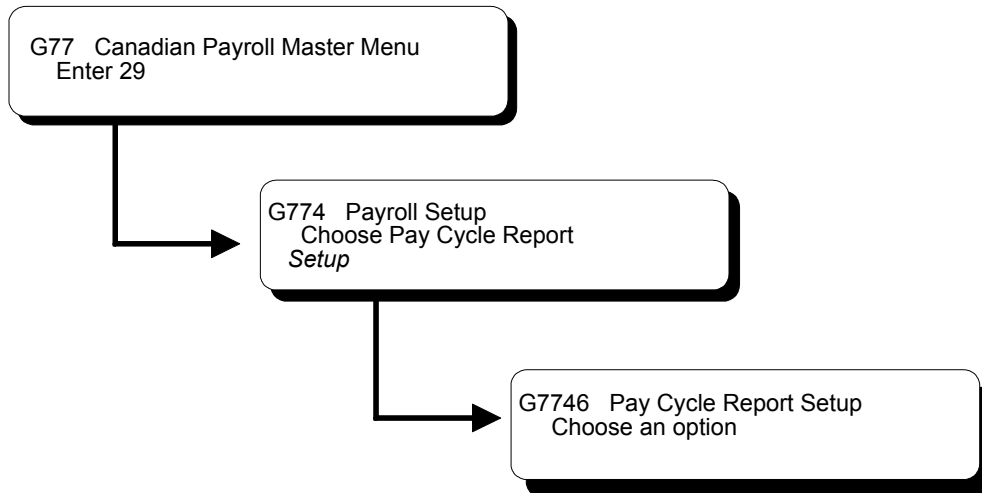 G77 Canadian Payroll Master Menu
Enter 29
G774 Payroll Setup
Choose Pay Cycle Report
Setup
G7746 Pay Cycle Report Setup
Choose an option